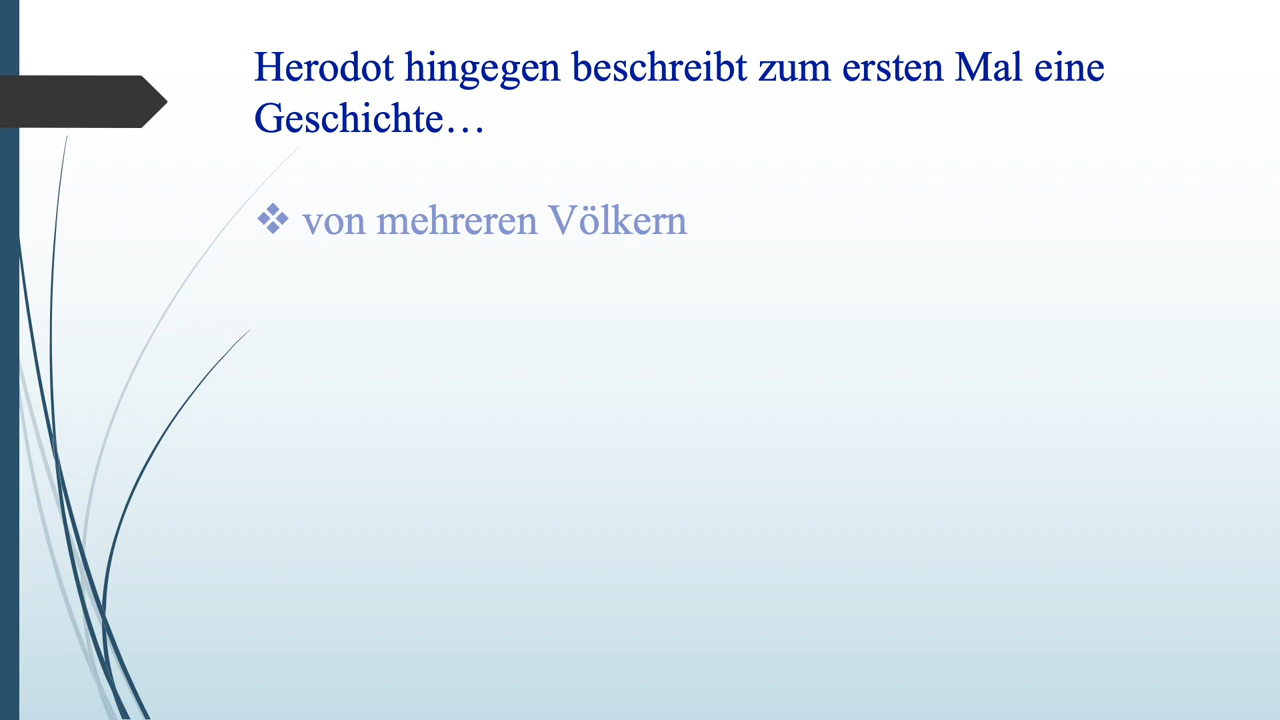 Herodot hingegen beschreibt zum ersten Mal eine
Geschichte…
❖ von mehreren Völkern